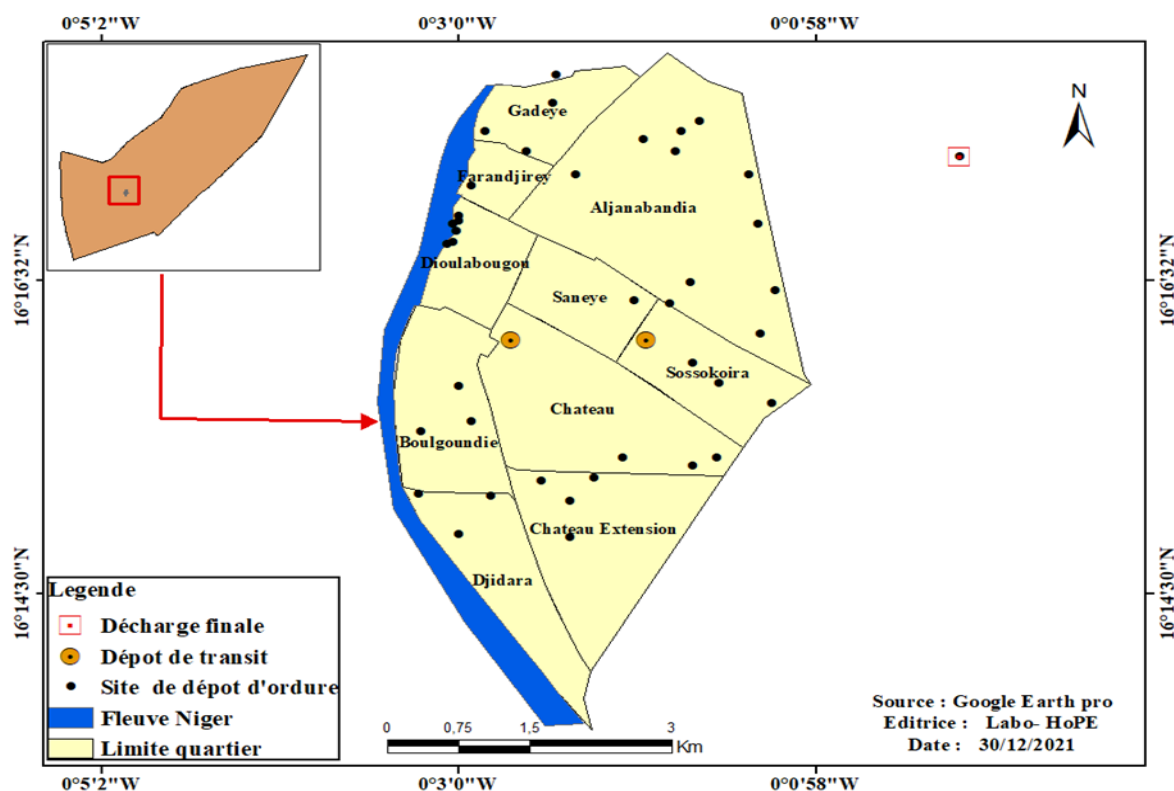 0°5'2"W
0°3'0"W
0°0'58"W
N
Gadeye
Farandjirey
Aljanabandia
Dioulabougou
16°16'32"N
16°16'32"N
Saneye
Sossokoira
Chateau
Boulgoundie
Chateau Extension
Djidara
16°14'30"N
16°14'30"N
Legende
Décharge finale
Dépot de transit
Site de dépot d'ordure
Fleuve Niger
Limite quartier
0 0,75 1,5 3
Km
Source : Google Earth pro
Editrice : Labo- HoPE
Date : 30/12/2021
0°5'2"W
0°3'0"W
0°0'58"W